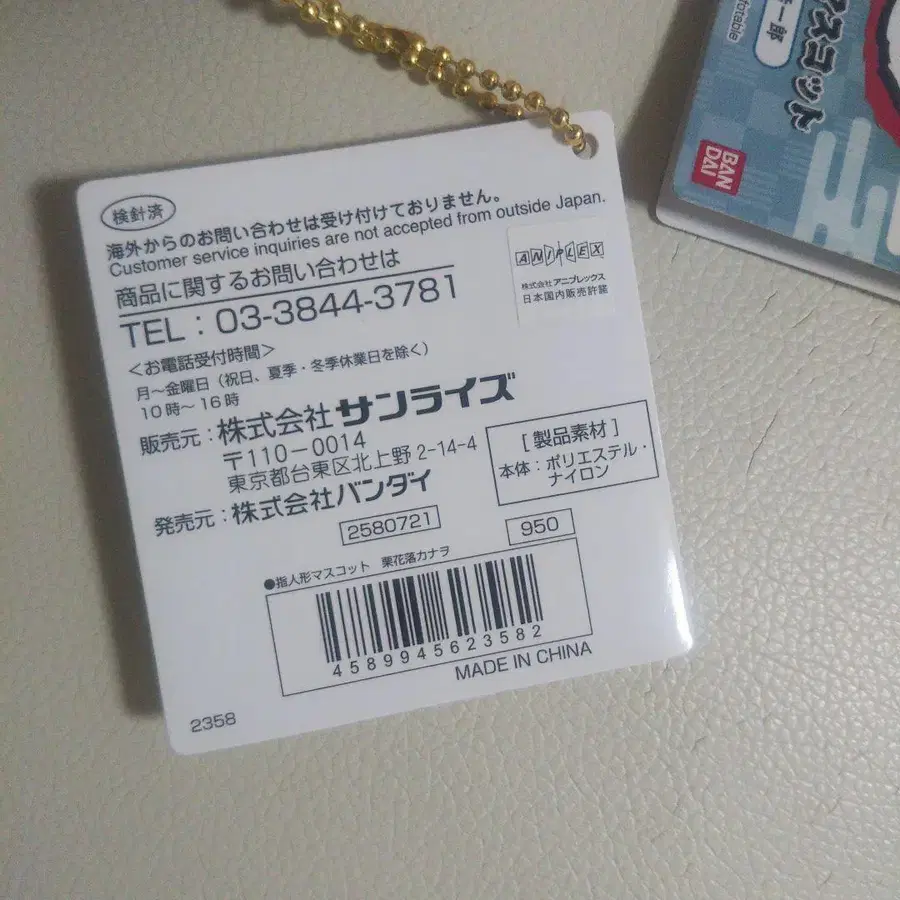 検針済
海外からのお問い合わせは受け付けておりません。
Customer service inquiries are not accepted from outside Japan.
商品に関するお問い合わせは
TEL：03-3844-3781
＜お電話受付時間＞
月～金曜日（祝日、夏季・冬季休業日を除く）
10時～16時
ANIPLEX
株式会社 アニプレックス
日本国内販売許諾
販売元：株式会社サンライズ
〒110-0014
東京都台東区北上野2-14-4
発売元：株式会社バンダイ
[製品素材]
本体：ポリエステル・
ナイロン
2580721
950
●指人形マスコット 栗花落カナヲ
4589945623582
MADE IN CHINA
2358
マスコット
BAN
DAI